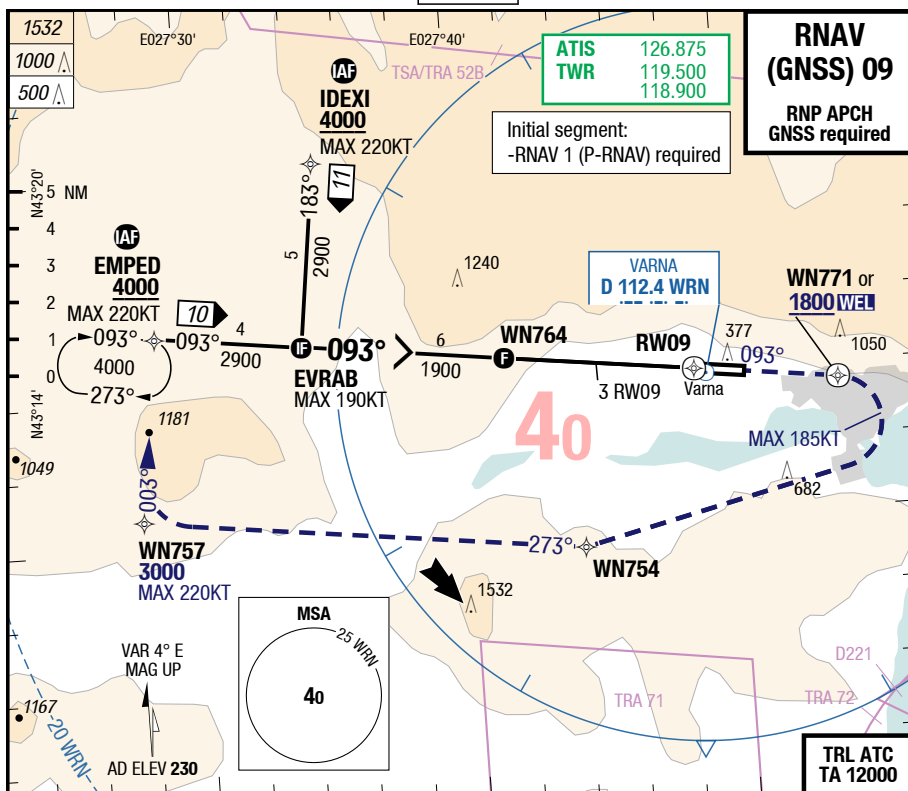 1532
1000
500
E027°30'
E027°40'
TSA/TRA 52B
ATIS 126.875
TWR 119.500
118.900
RNAV
(GNSS) 09
RNP APCH
GNSS required
Initial segment:
-RNAV 1 (P-RNAV) required
IAF
IDEXI
4000
MAX 220KT
183°
11
5
2900
N43°20'
5 NM
4
3
2
1
0
N43°14'
IAF
EMPED
4000
MAX 220KT
10
093°
4000
273°
093°
4
2900
IF
093°
EVRAB
MAX 190KT
6
1900
1240
WN764
F
VARNA
D 112.4 WRN
WN771 or
1800 WEL
377
1050
RW09
093°
Varna
3 RW09
40
MAX 185KT
682
1181
1049
003°
WN757
3000
MAX 220KT
273°
WN754
1532
MSA
25 WRN
40
VAR 4° E
MAG UP
1167
20 WRN
AD ELEV 230
TRA 71
D221
TRA 72
TRL ATC
TA 12000